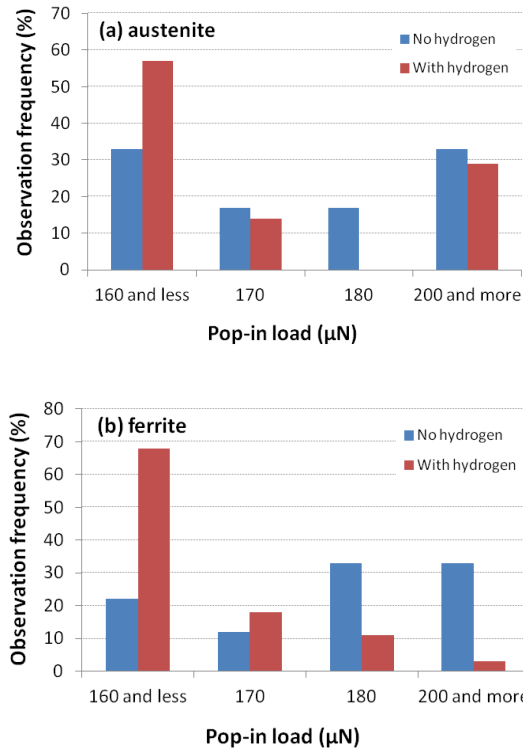 (a) austenite
No hydrogen
With hydrogen
Observation frequency (%)
70
60
50
40
30
20
10
0
160 and less 170 180 200 and more
Pop-in load (µN)
(b) ferrite
No hydrogen
With hydrogen
Observation frequency (%)
80
70
60
50
40
30
20
10
0
160 and less 170 180 200 and more
Pop-in load (µN)